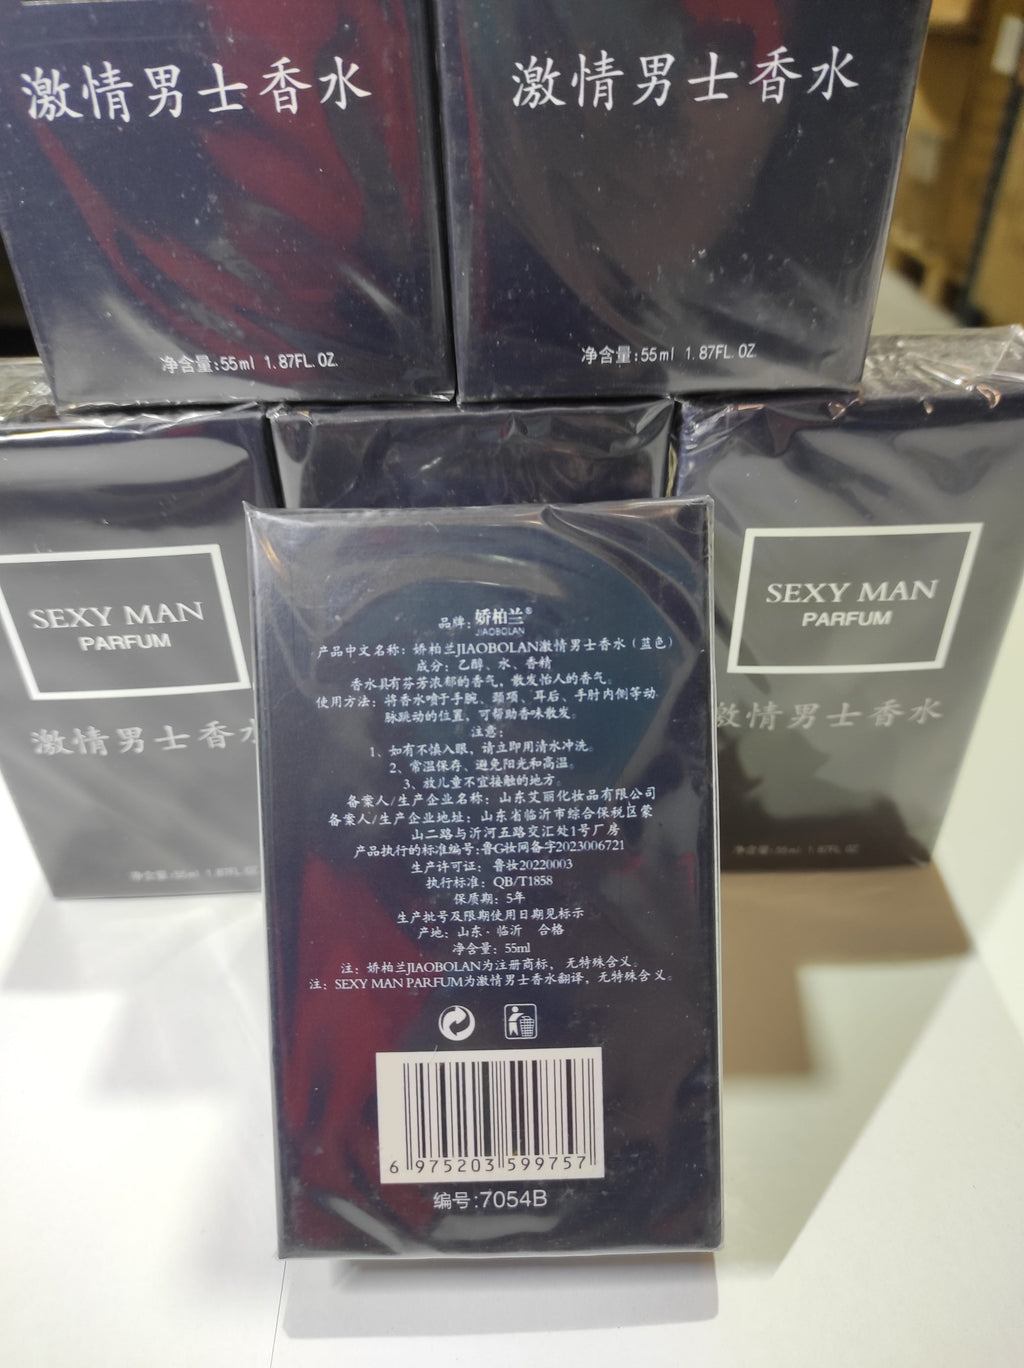 激情男士香水
激情男士香水
净含量:55ml 1.87FL.OZ.
净含量:55ml 1.87FL.OZ.
SEXY MAN
PARFUM
激情男士香水
净含量:55ml 1.87FL.OZ
SEXY MAN
PARFUM
激情男士香水
净含量:55ml 1.87FL.OZ
品牌：娇柏兰®
JIAOBOLAN
产品中文名称：娇柏兰JIAOBOLAN激情男士香水（蓝色）
成分：乙醇、水、香精
香水具有芬芳浓郁的香气，散发怡人的香气。
使用方法：将香水喷于手腕、颈项、耳后、手肘内侧等动
脉跳动的位置，可帮助香味散发。
注意：
1、如有不慎入眼，请立即用清水冲洗。
2、常温保存、避免阳光和高温。
3、放儿童不宜接触的地方。
备案人/生产企业名称：山东艾丽化妆品有限公司
备案人/生产企业地址：山东省临沂市综合保税区蒙
山二路与沂河五路交汇处1号厂房
产品执行的标准编号:鲁G妆网备字2023006721
生产许可证：鲁妆20220003
执行标准：QB/T1858
保质期：5年
生产批号及限期使用日期见标示
产地：山东·临沂 合格
净含量：55ml
注：娇柏兰JIAOBOLAN为注册商标，无特殊含义。
注：SEXY MAN PARFUM为激情男士香水翻译，无特殊含义。
6 975203 599757
编号:7054B